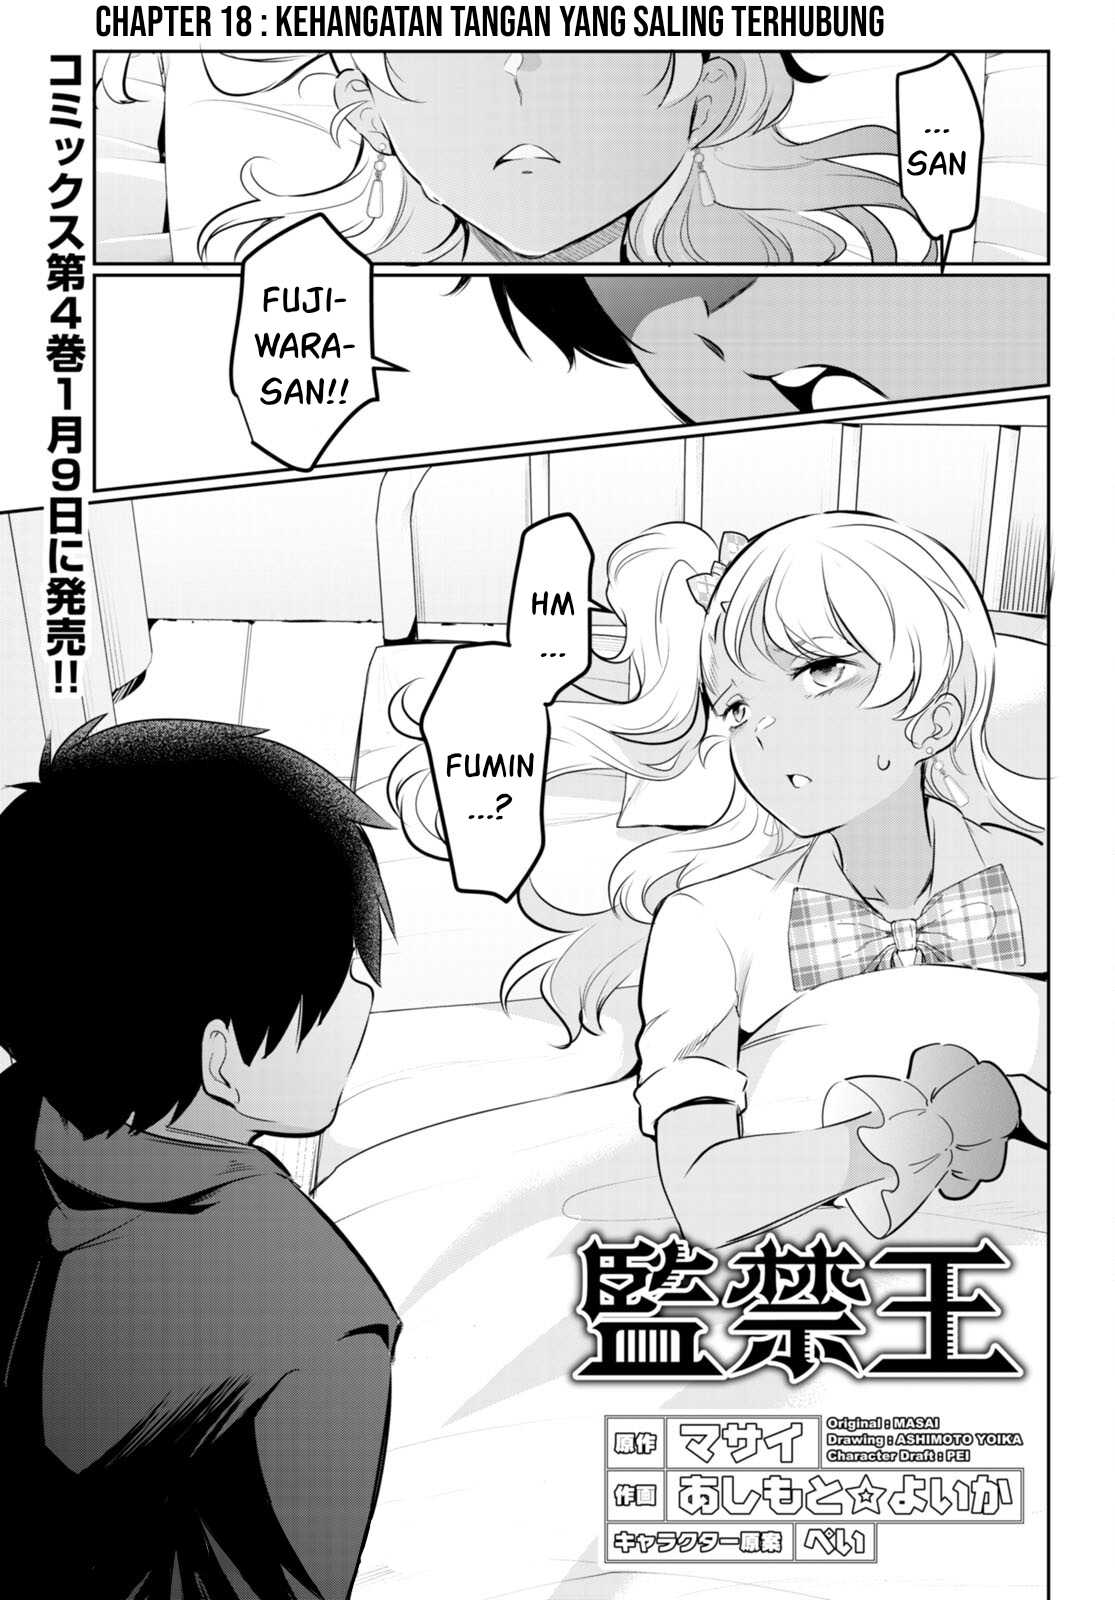 CHAPTER 18 : KEHANGATAN TANGAN YANG SALING TERHUBUNG
コミックス第4巻1月9日に発売!!
...
SAN
FUJI-
WARA-
SAN!!
HM
...
FUMIN
...?
監禁王
原作 マサイ
Original : MASAI
Drawing : ASHIMOTO YOIKA
Character Draft : PEI
作画 あしもと☆よいか
キャラクター原案 ぺい